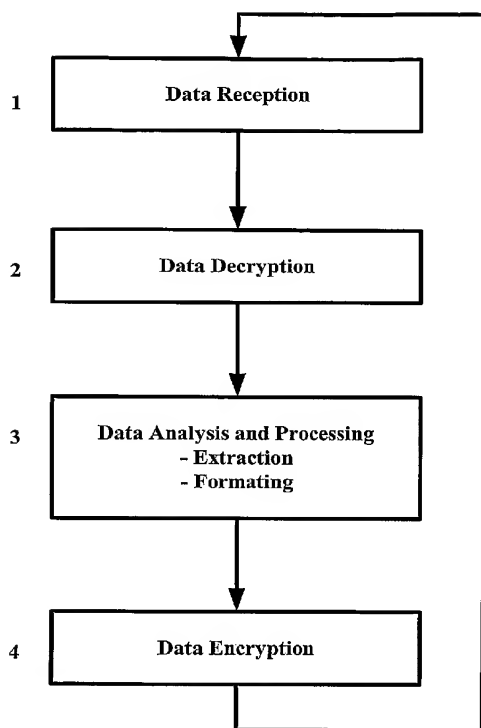 1
Data Reception
2
Data Decryption
3
Data Analysis and Processing
- Extraction
- Formating
4
Data Encryption